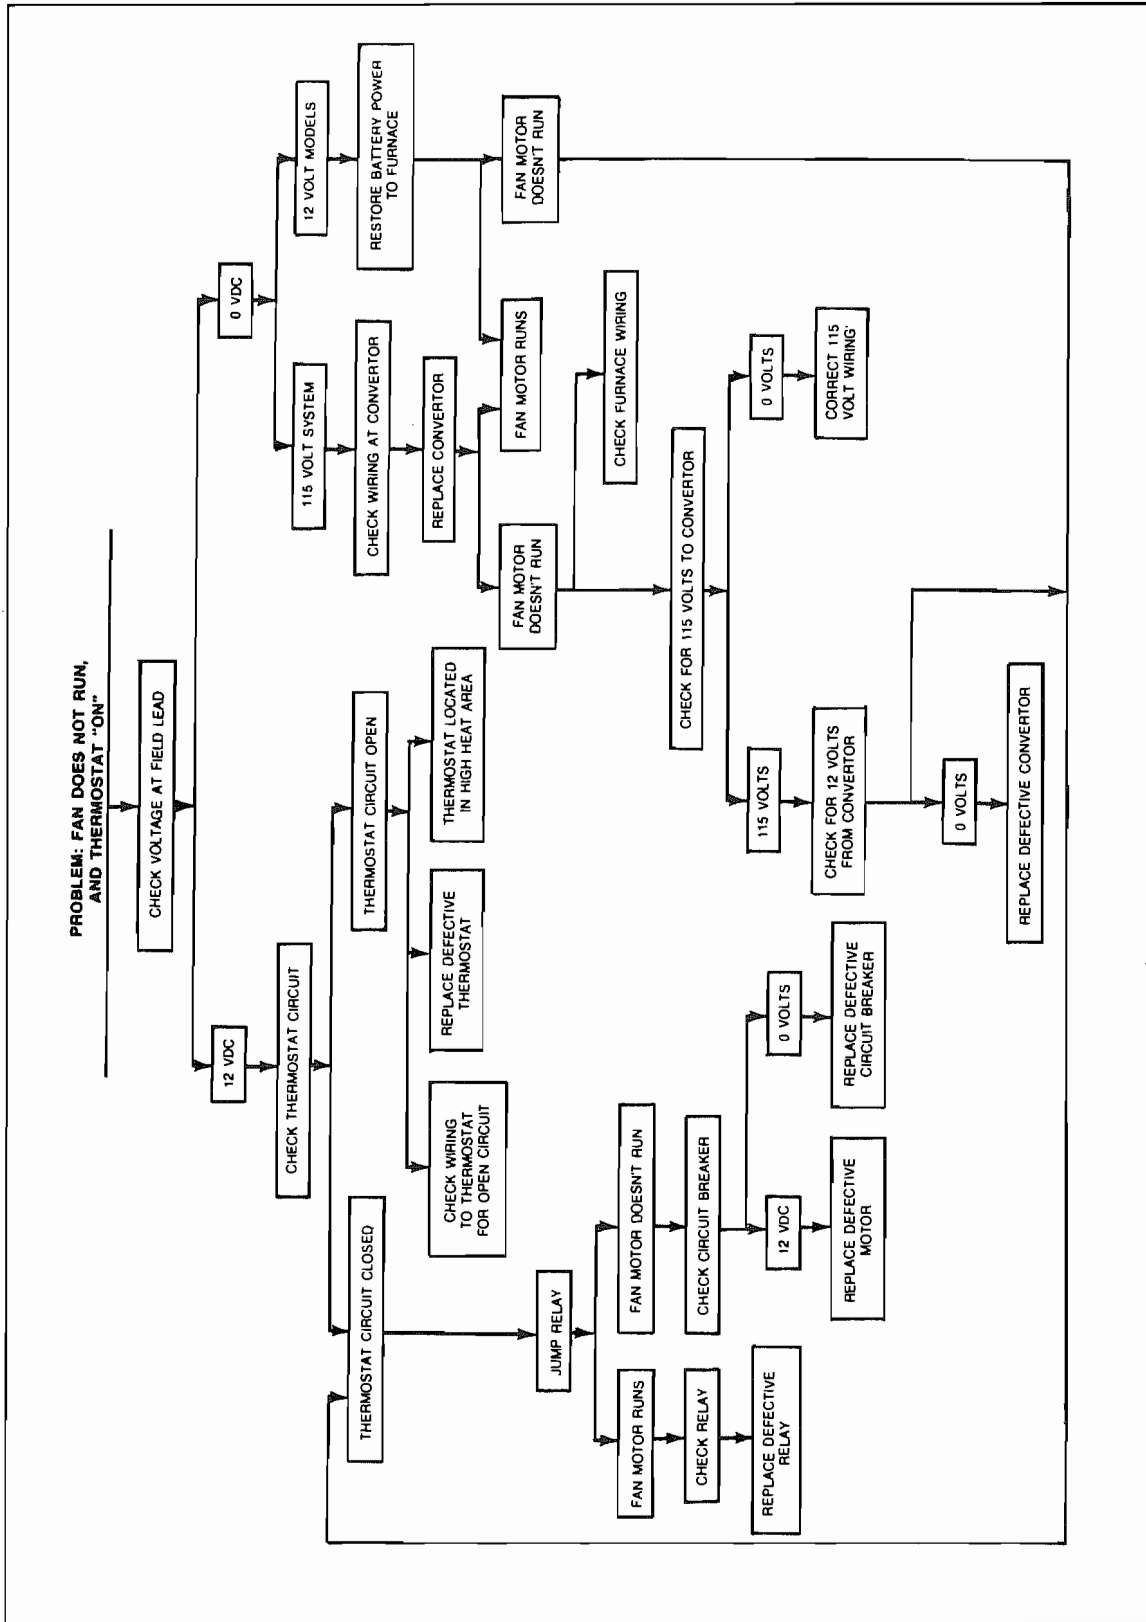 PROBLEM: FAN DOES NOT RUN,
AND THERMOSTAT "ON"
CHECK VOLTAGE AT FIELD LEAD
12 VDC
0 VDC
CHECK THERMOSTAT CIRCUIT
115 VOLT SYSTEM
12 VOLT MODELS
THERMOSTAT CIRCUIT CLOSED
THERMOSTAT CIRCUIT OPEN
CHECK WIRING AT CONVERTOR
RESTORE BATTERY POWER
TO FURNACE
CHECK WIRING
TO THERMOSTAT
FOR OPEN CIRCUIT
REPLACE DEFECTIVE
THERMOSTAT
THERMOSTAT LOCATED
IN HIGH HEAT AREA
REPLACE CONVERTOR
FAN MOTOR
DOESN'T RUN
FAN MOTOR RUNS
FAN MOTOR
DOESN'T RUN
JUMP RELAY
CHECK FURNACE WIRING
FAN MOTOR RUNS
FAN MOTOR DOESN'T RUN
CHECK RELAY
CHECK CIRCUIT BREAKER
CHECK FOR 115 VOLTS TO CONVERTOR
REPLACE DEFECTIVE
RELAY
12 VDC
0 VOLTS
115 VOLTS
0 VOLTS
REPLACE DEFECTIVE
MOTOR
REPLACE DEFECTIVE
CIRCUIT BREAKER
CHECK FOR 12 VOLTS
FROM CONVERTOR
CORRECT 115
VOLT WIRING'
0 VOLTS
REPLACE DEFECTIVE CONVERTOR